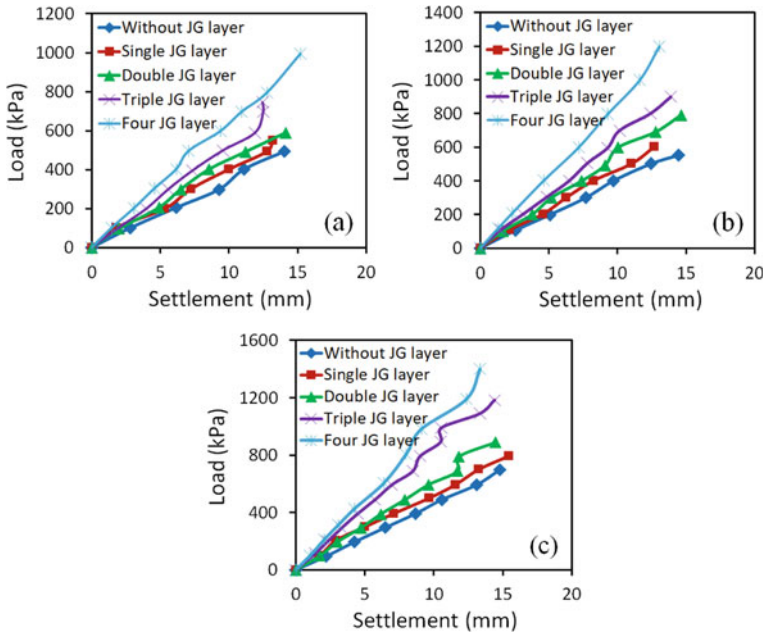 1200
1000
800
600
400
200
0
Load (kPa)
Without JG layer
Single JG layer
Double JG layer
Triple JG layer
Four JG layer
(a)
0 5 10 15 20
Settlement (mm)
1400
1200
1000
800
600
400
200
0
Load (kPa)
Without JG layer
Single JG layer
Double JG layer
Triple JG layer
Four JG layer
(b)
0 5 10 15 20
Settlement (mm)
1600
1200
800
400
0
Load (kPa)
Without JG layer
Single JG layer
Double JG layer
Triple JG layer
Four JG layer
(c)
0 5 10 15 20
Settlement (mm)